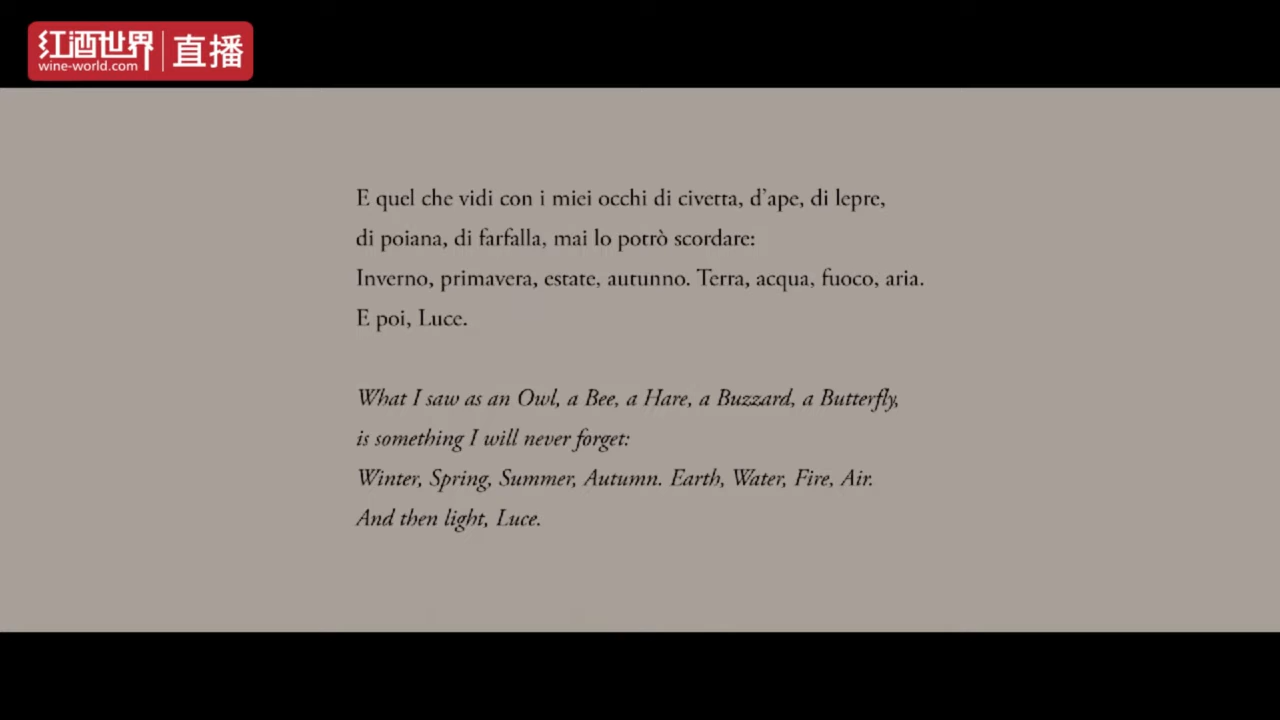 红酒世界
wine-world.com
直播
E quel che vidi con i miei occhi di civetta, d'ape, di lepre,
di poiana, di farfalla, mai lo potrò scordare:
Inverno, primavera, estate, autunno. Terra, acqua, fuoco, aria.
E poi, Luce.
What I saw as an Owl, a Bee, a Hare, a Buzzard, a Butterfly,
is something I will never forget:
Winter, Spring, Summer, Autumn. Earth, Water, Fire, Air.
And then light, Luce.